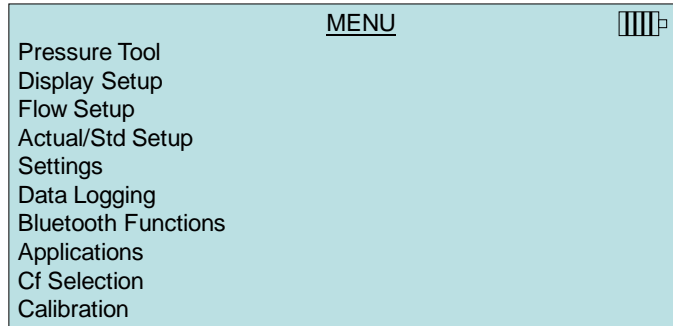 MENU
Pressure Tool
Display Setup
Flow Setup
Actual/Std Setup
Settings
Data Logging
Bluetooth Functions
Applications
Cf Selection
Calibration